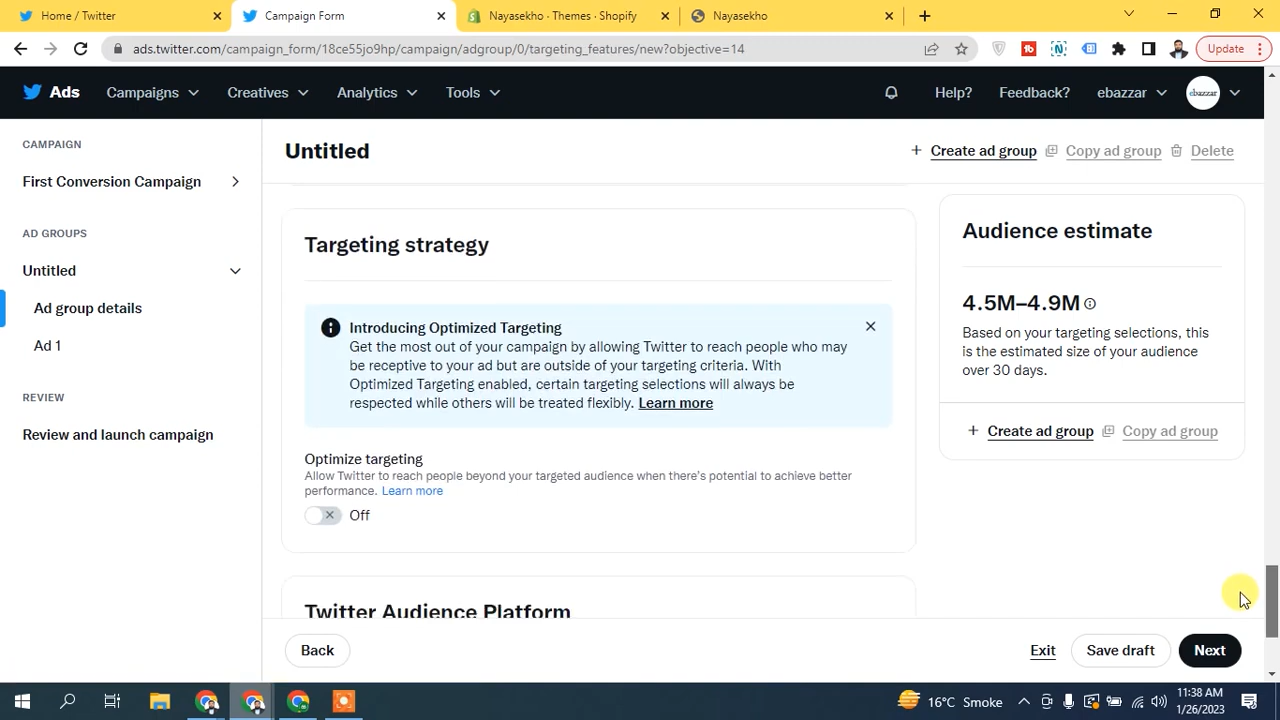 Home / Twitter
Campaign Form
Nayasekho · Themes · Shopify
Nayasekho
ads.twitter.com/campaign_form/18ce55jo9hp/campaign/adgroup/0/targeting_features/new?objective=14
Update
Ads
Campaigns
Creatives
Analytics
Tools
Help?
Feedback?
ebazzar
ebazzar
CAMPAIGN
First Conversion Campaign
AD GROUPS
Untitled
Ad group details
Ad 1
REVIEW
Review and launch campaign
Untitled
+ Create ad group Copy ad group Delete
Targeting strategy
Introducing Optimized Targeting
Get the most out of your campaign by allowing Twitter to reach people who may
be receptive to your ad but are outside of your targeting criteria. With
Optimized Targeting enabled, certain targeting selections will always be
respected while others will be treated flexibly. Learn more
Optimize targeting
Allow Twitter to reach people beyond your targeted audience when there's potential to achieve better
performance. Learn more
Off
Twitter Audience Platform
Audience estimate
4.5M–4.9M
Based on your targeting selections, this
is the estimated size of your audience
over 30 days.
+ Create ad group Copy ad group
Back
Exit
Save draft
Next
16°C Smoke
11:38 AM
1/26/2023